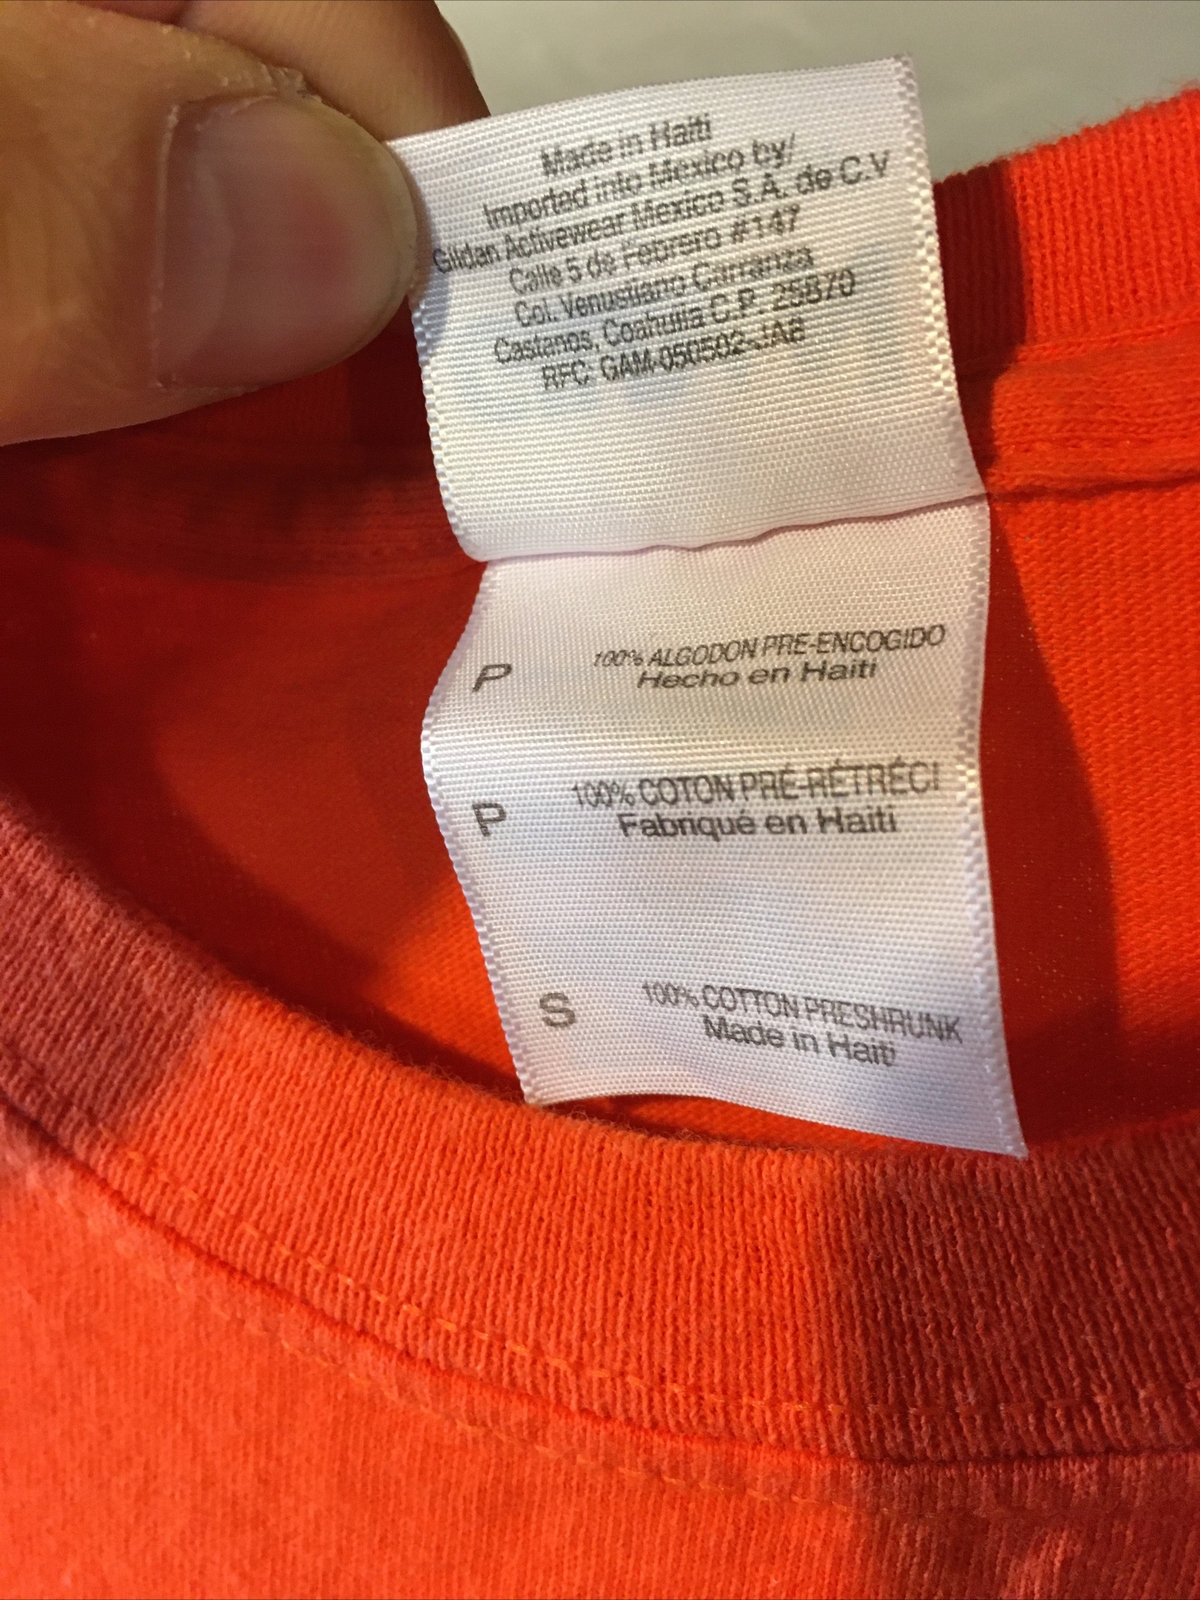 Made in Haiti
Imported into Mexico by/
Gildan Activewear Mexico S.A. de C.V
Calle 5 de Febrero #147
Col. Venustiano Carranza
Castanos, Coahuila C.P. 25870
RFC: GAM-050502-JA8
P 100% ALGODON PRE-ENCOGIDO
Hecho en Haiti
P 100% COTON PRÉ-RÉTRÉCI
Fabriqué en Haiti
S 100% COTTON PRESHRUNK
Made in Haiti